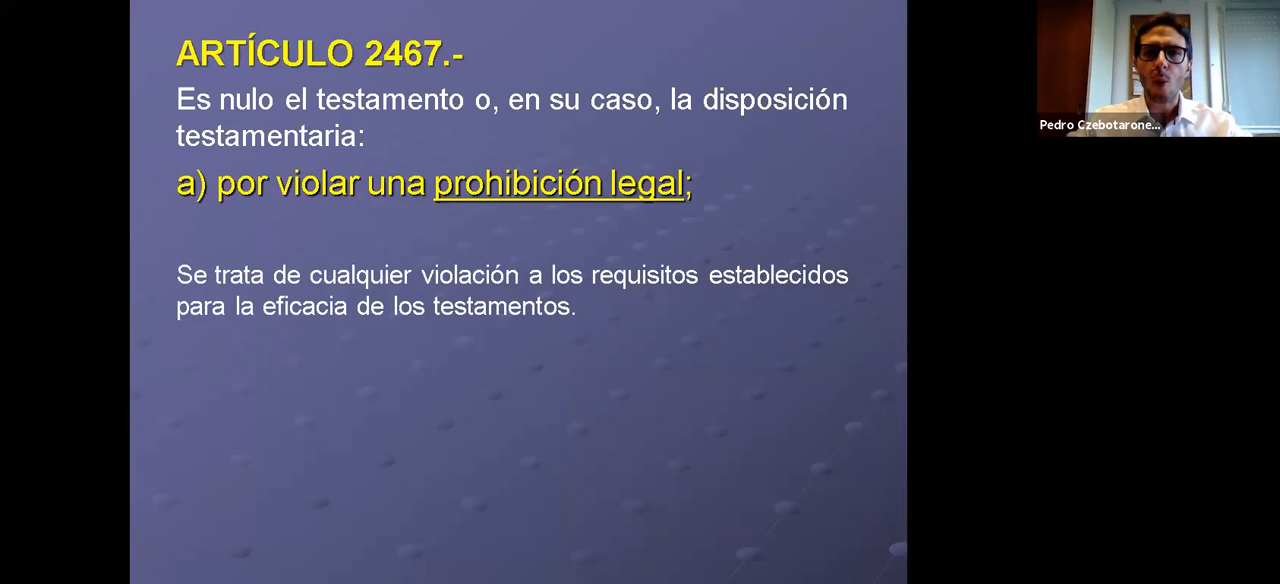 ARTÍCULO 2467.-
Es nulo el testamento o, en su caso, la disposición
testamentaria:
a) por violar una prohibición legal;
Se trata de cualquier violación a los requisitos establecidos
para la eficacia de los testamentos.
Pedro Czebotarone...